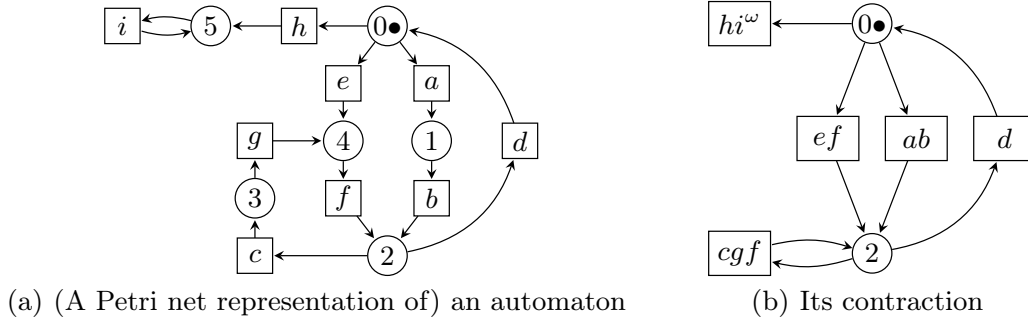 i 5 h 0 hi^ω 0
e a
g 4 1 d ef ab d
3 f b
c 2 cgf 2
(a) (A Petri net representation of) an automaton (b) Its contraction